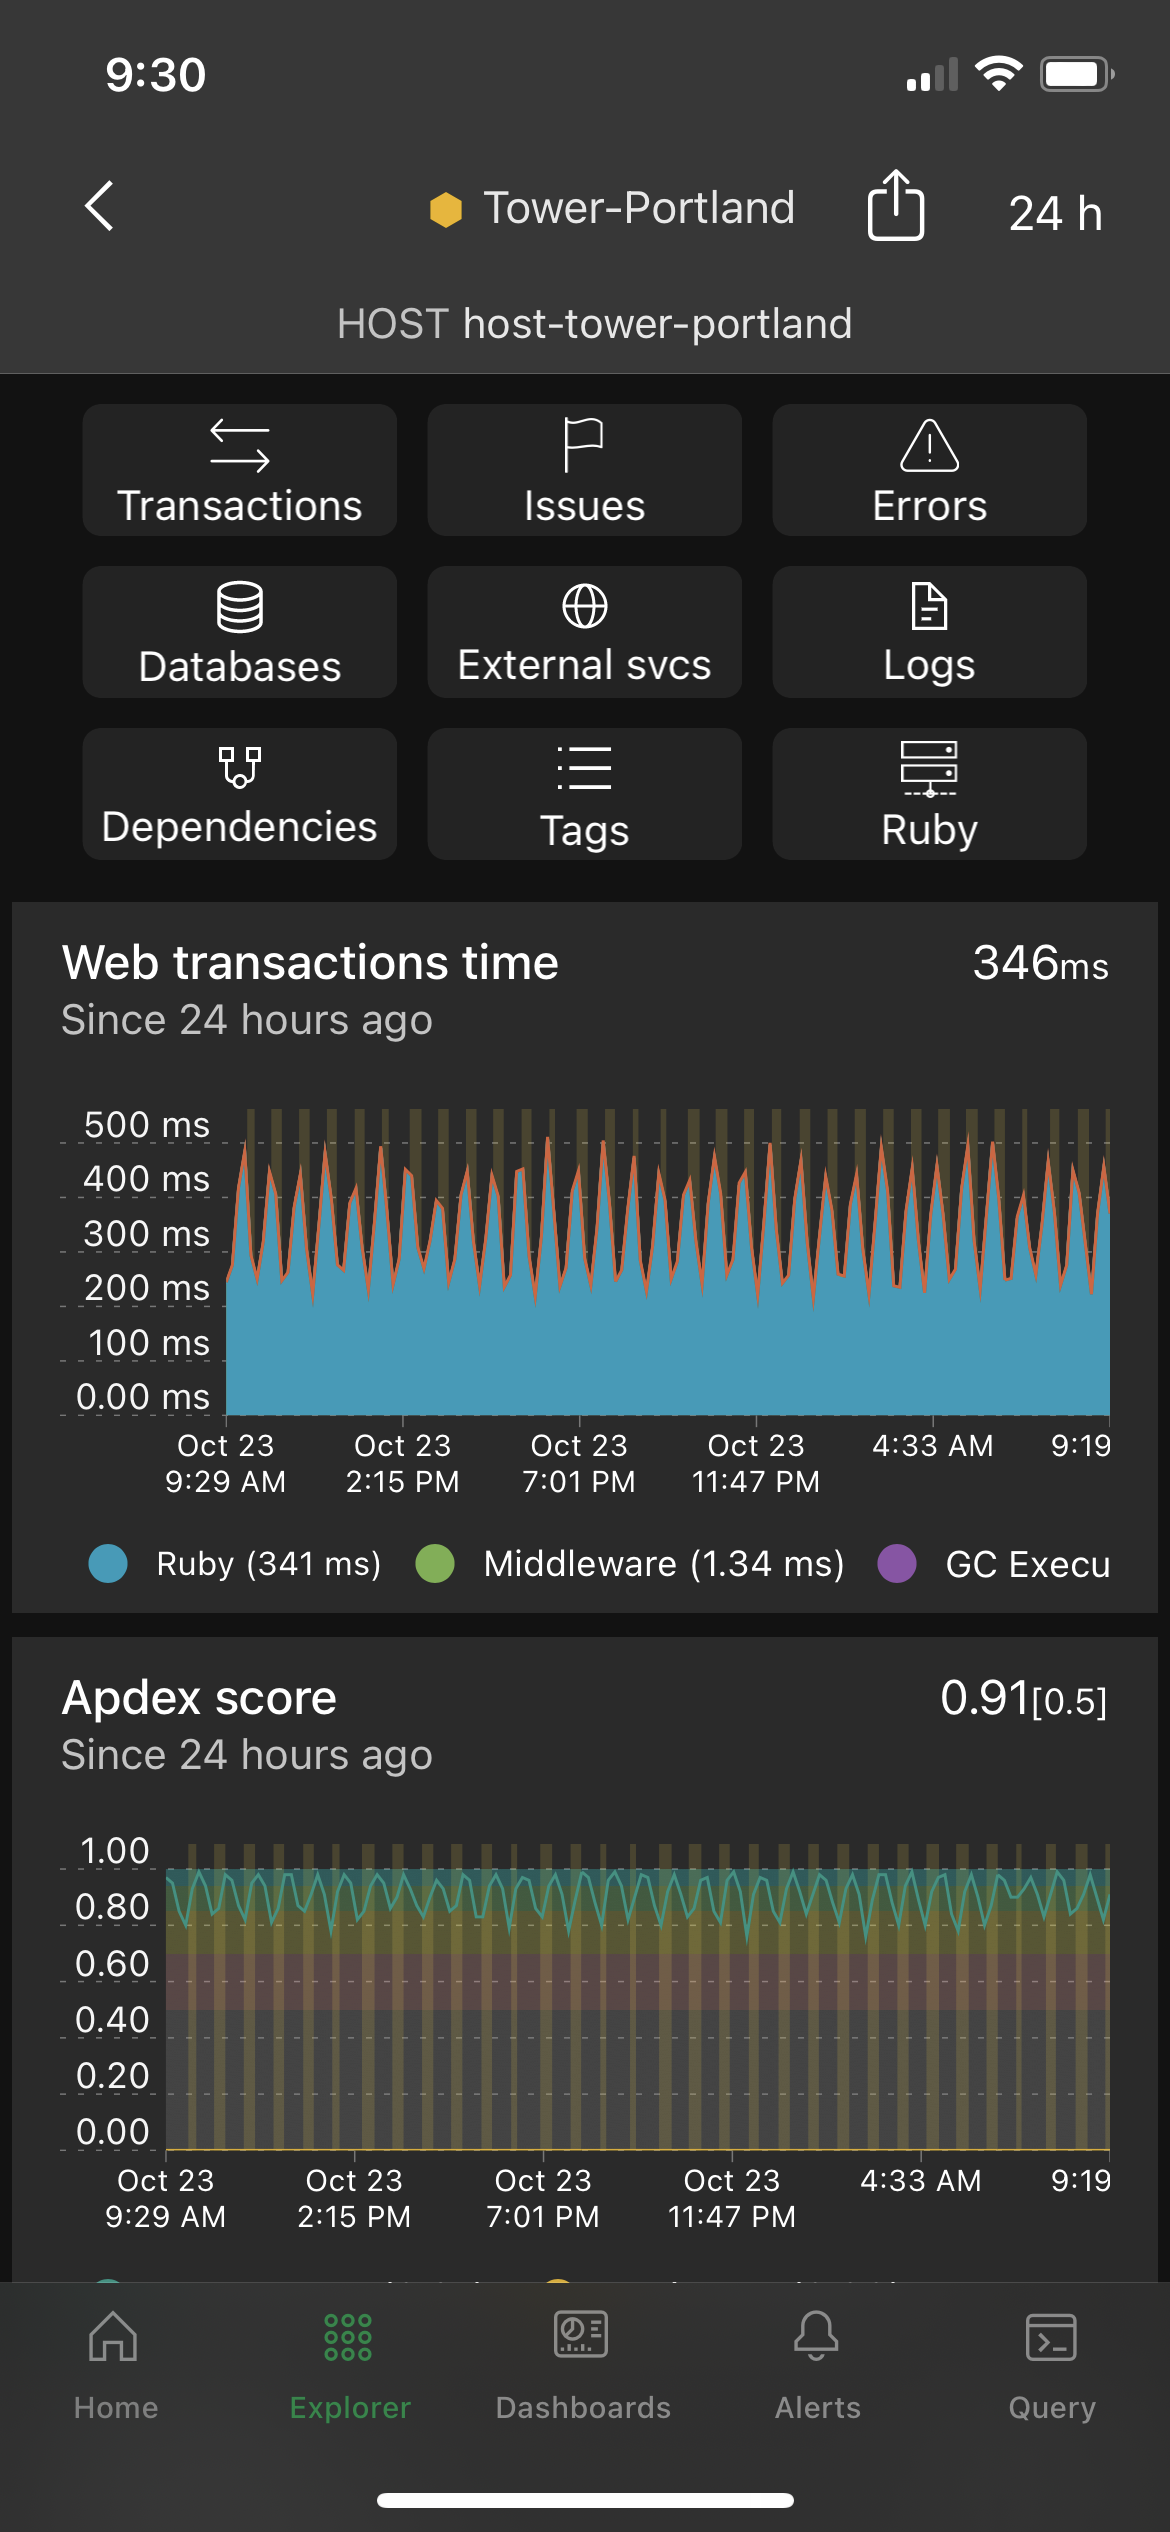 9:30
Tower-Portland
24 h
HOST host-tower-portland
Transactions
Issues
Errors
Databases
External svcs
Logs
Dependencies
Tags
Ruby
Web transactions time
346ms
Since 24 hours ago
500 ms
400 ms
300 ms
200 ms
100 ms
0.00 ms
Oct 23
9:29 AM
Oct 23
2:15 PM
Oct 23
7:01 PM
Oct 23
11:47 PM
4:33 AM
9:19
Ruby (341 ms)
Middleware (1.34 ms)
GC Execu
Apdex score
0.91[0.5]
Since 24 hours ago
1.00
0.80
0.60
0.40
0.20
0.00
Oct 23
9:29 AM
Oct 23
2:15 PM
Oct 23
7:01 PM
Oct 23
11:47 PM
4:33 AM
9:19
Home
Explorer
Dashboards
Alerts
Query